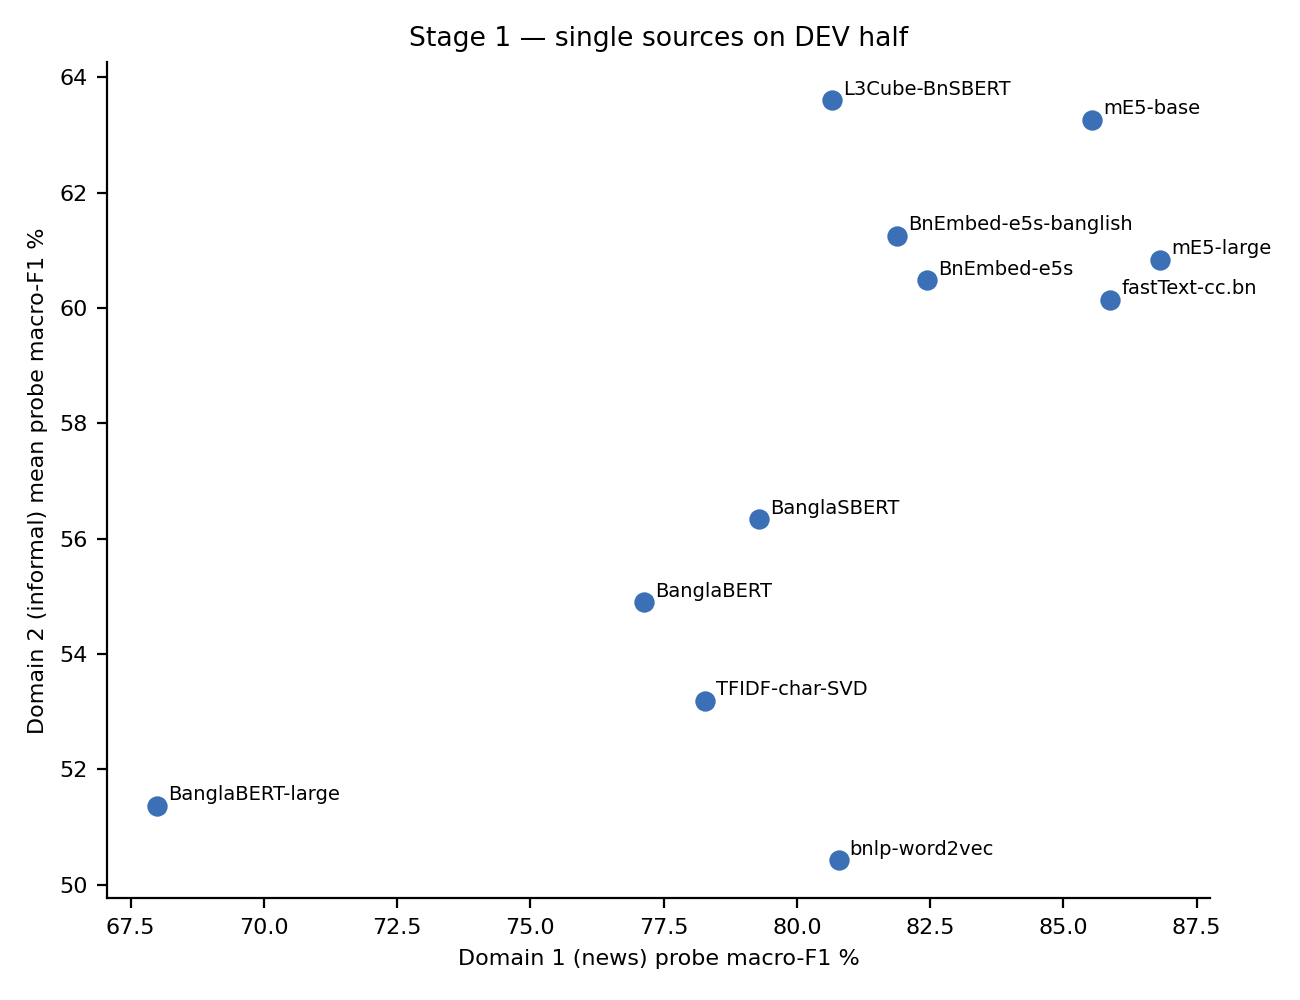 Stage 1 — single sources on DEV half
64
62
60
58
56
54
52
50
Domain 2 (informal) mean probe macro-F1 %
L3Cube-BnSBERT
mE5-base
BnEmbed-e5s-banglish
mE5-large
BnEmbed-e5s
fastText-cc.bn
BanglaSBERT
BanglaBERT
TFIDF-char-SVD
BanglaBERT-large
bnlp-word2vec
67.5 70.0 72.5 75.0 77.5 80.0 82.5 85.0 87.5
Domain 1 (news) probe macro-F1 %